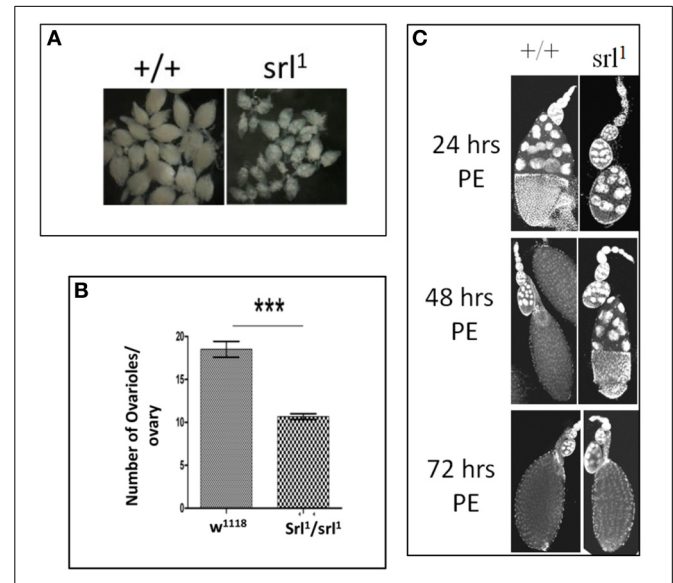 A
+/+ srl¹
B
***
Number of Ovarioles/
ovary
20
15
10
5
0
w¹¹¹⁸ Srl¹/srl¹
C
+/+ srl¹
24 hrs
PE
48 hrs
PE
72 hrs
PE